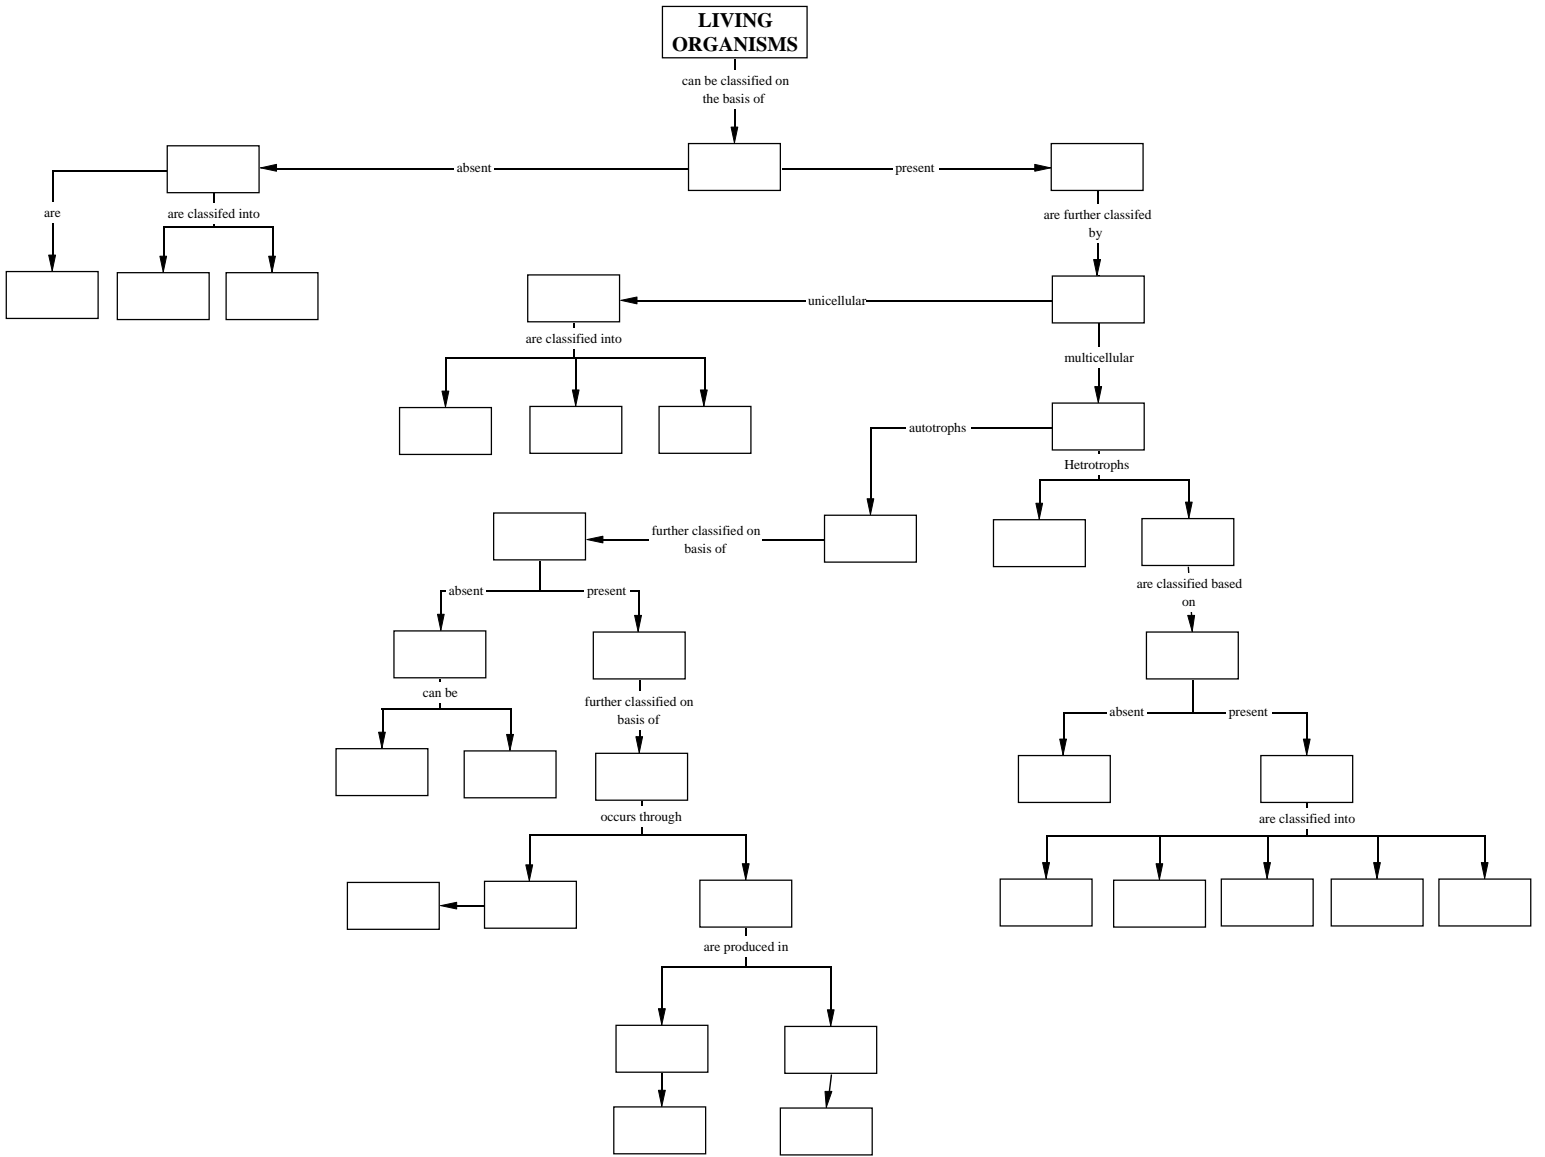 LIVING
ORGANISMS
can be classified on
the basis of
absent
present
are
are classifed into
are further classifed
by
unicellular
are classified into
multicellular
autotrophs
Hetrotrophs
further classified on
basis of
absent
present
are classified based
on
can be
further classified on
basis of
absent
present
occurs through
are classified into
are produced in